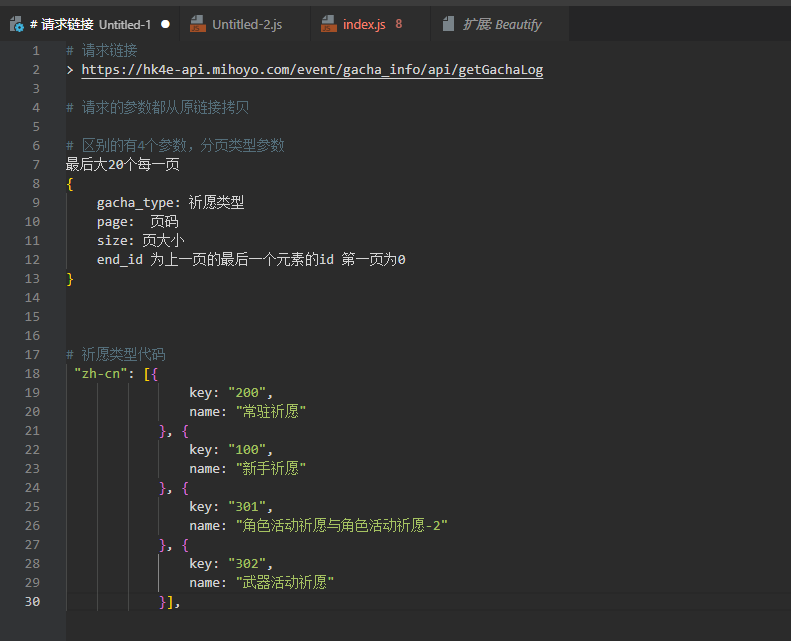 # 请求链接 Untitled-1 ● Untitled-2.js index.js 8 扩展: Beautify
1 # 请求链接
2 > https://hk4e-api.mihoyo.com/event/gacha_info/api/getGachaLog
3
4 # 请求的参数都从原链接拷贝
5
6 # 区别的有4个参数，分页类型参数
7 最后大20个每一页
8 {
9 gacha_type: 祈愿类型
10 page:  页码
11 size: 页大小
12 end_id 为上一页的最后一个元素的id 第一页为0
13 }
14
15
16
17 # 祈愿类型代码
18 "zh-cn": [{
19 key: "200",
20 name: "常驻祈愿"
21 }, {
22 key: "100",
23 name: "新手祈愿"
24 }, {
25 key: "301",
26 name: "角色活动祈愿与角色活动祈愿-2"
27 }, {
28 key: "302",
29 name: "武器活动祈愿"
30 }],